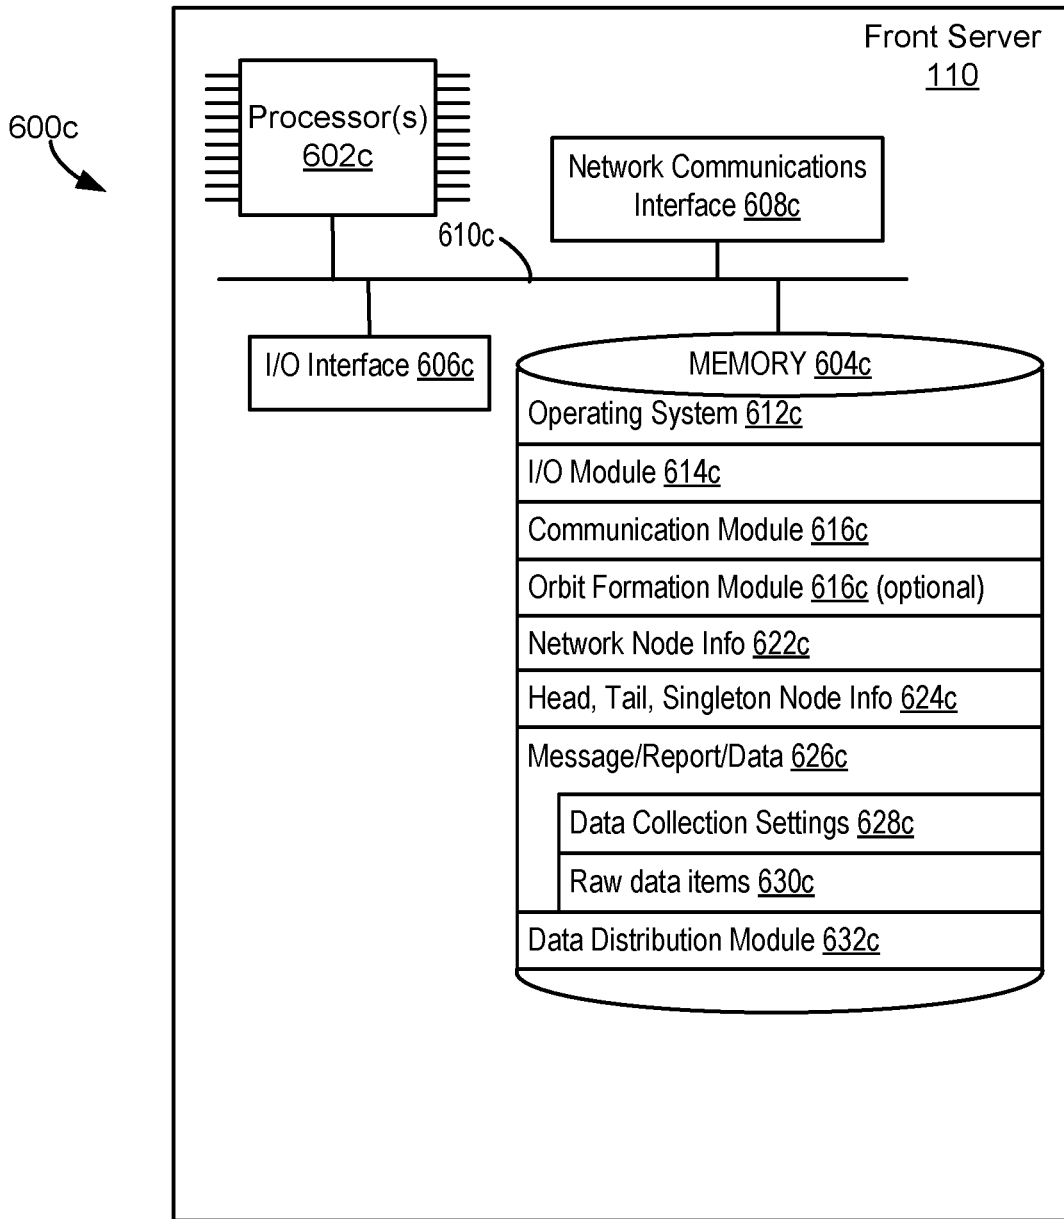 Front Server
110
600c
Processor(s)
602c
Network Communications
Interface 608c
610c
I/O Interface 606c
MEMORY 604c
Operating System 612c
I/O Module 614c
Communication Module 616c
Orbit Formation Module 616c (optional)
Network Node Info 622c
Head, Tail, Singleton Node Info 624c
Message/Report/Data 626c
Data Collection Settings 628c
Raw data items 630c
Data Distribution Module 632c